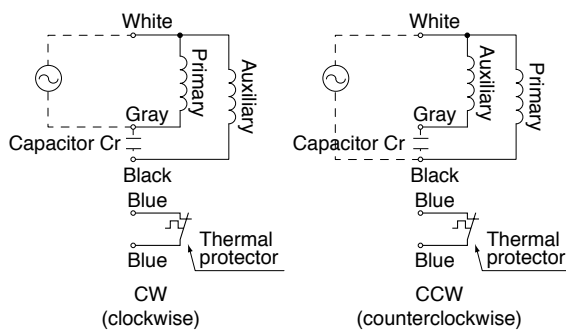 White
Primary
Auxiliary
Gray
Capacitor Cr
Black
Blue
Thermal
protector
Blue
CW
(clockwise)
White
Auxiliary
Primary
Gray
Capacitor Cr
Black
Blue
Thermal
protector
Blue
CCW
(counterclockwise)